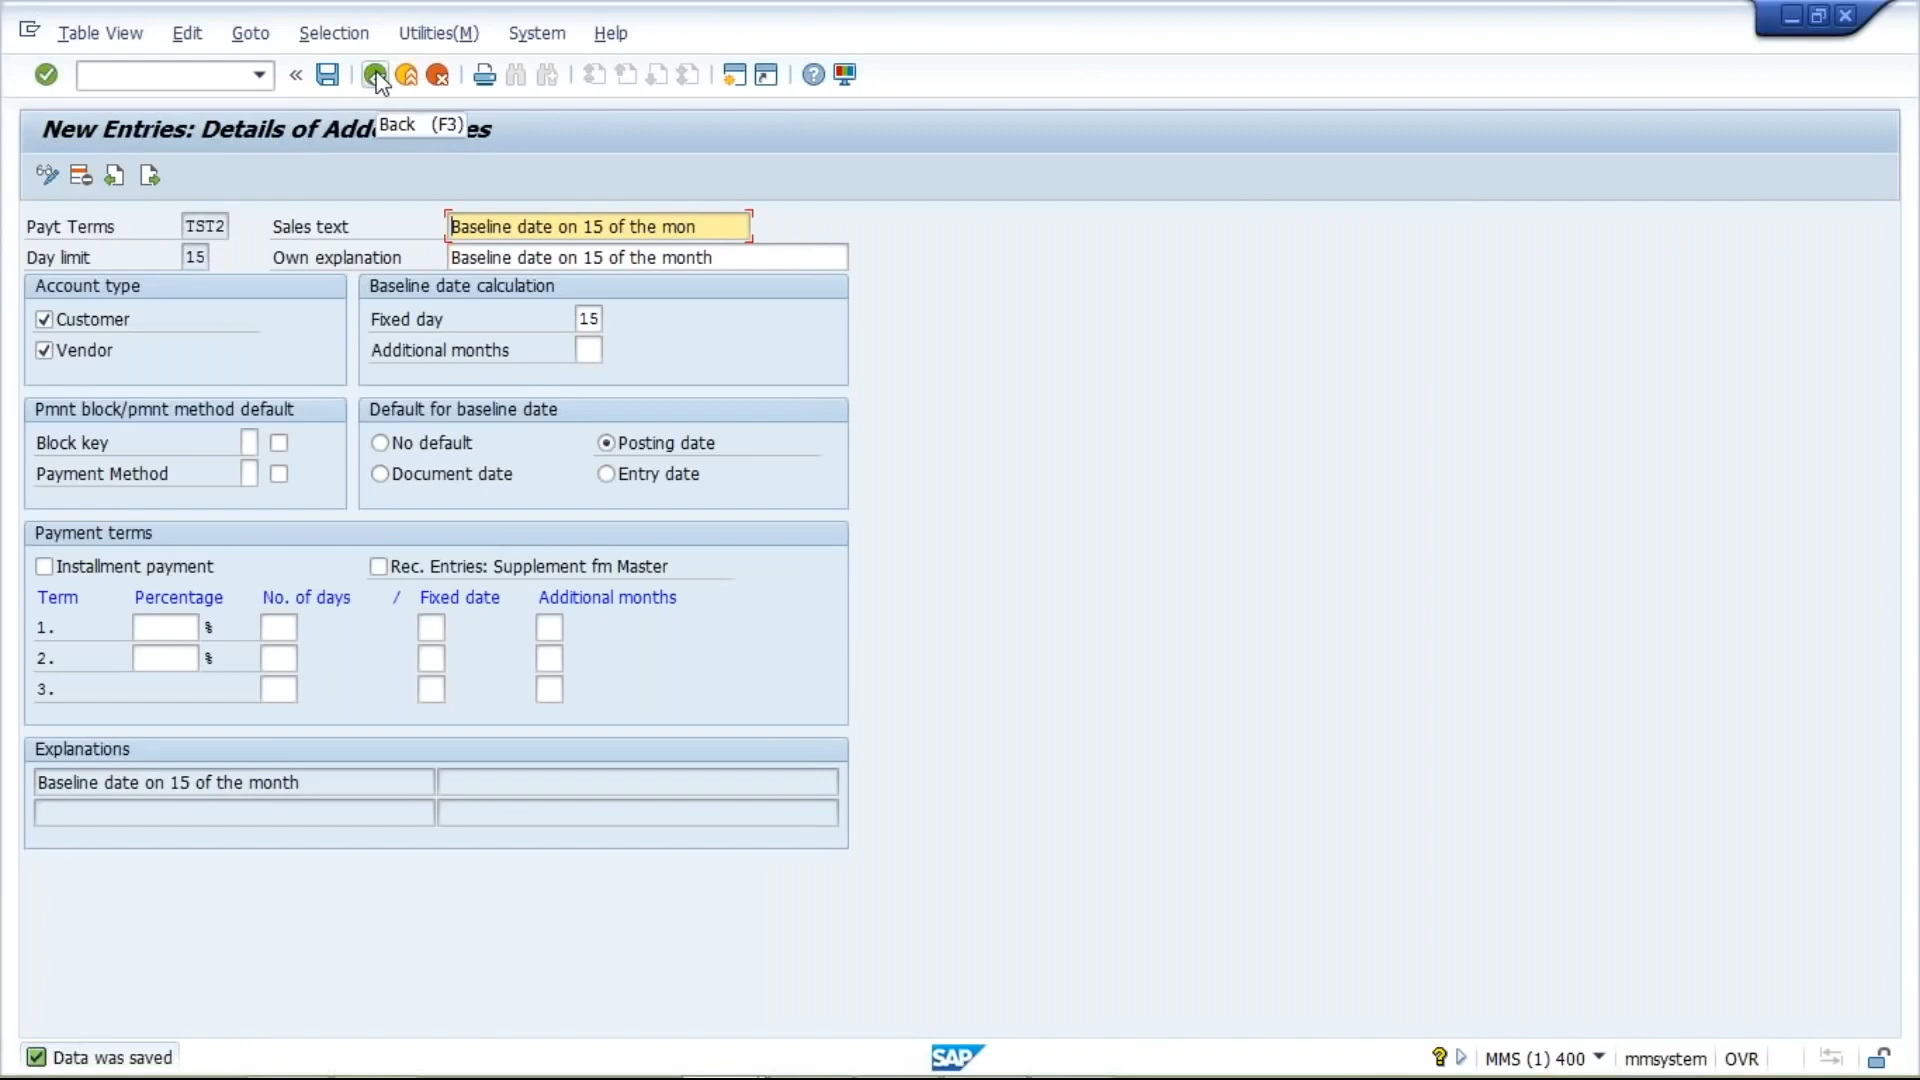 Table View Edit Goto Selection Utilities(M) System Help
Back (F3)
New Entries: Details of Add es
Payt Terms TST2 Sales text Baseline date on 15 of the mon
Day limit 15 Own explanation Baseline date on 15 of the month
Account type Baseline date calculation
Customer Fixed day 15
Vendor Additional months
Pmnt block/pmnt method default Default for baseline date
Block key No default Posting date
Payment Method Document date Entry date
Payment terms
Installment payment Rec. Entries: Supplement fm Master
Term Percentage No. of days / Fixed date Additional months
1. %
2. %
3.
Explanations
Baseline date on 15 of the month
Data was saved SAP MMS (1) 400 mmsystem OVR